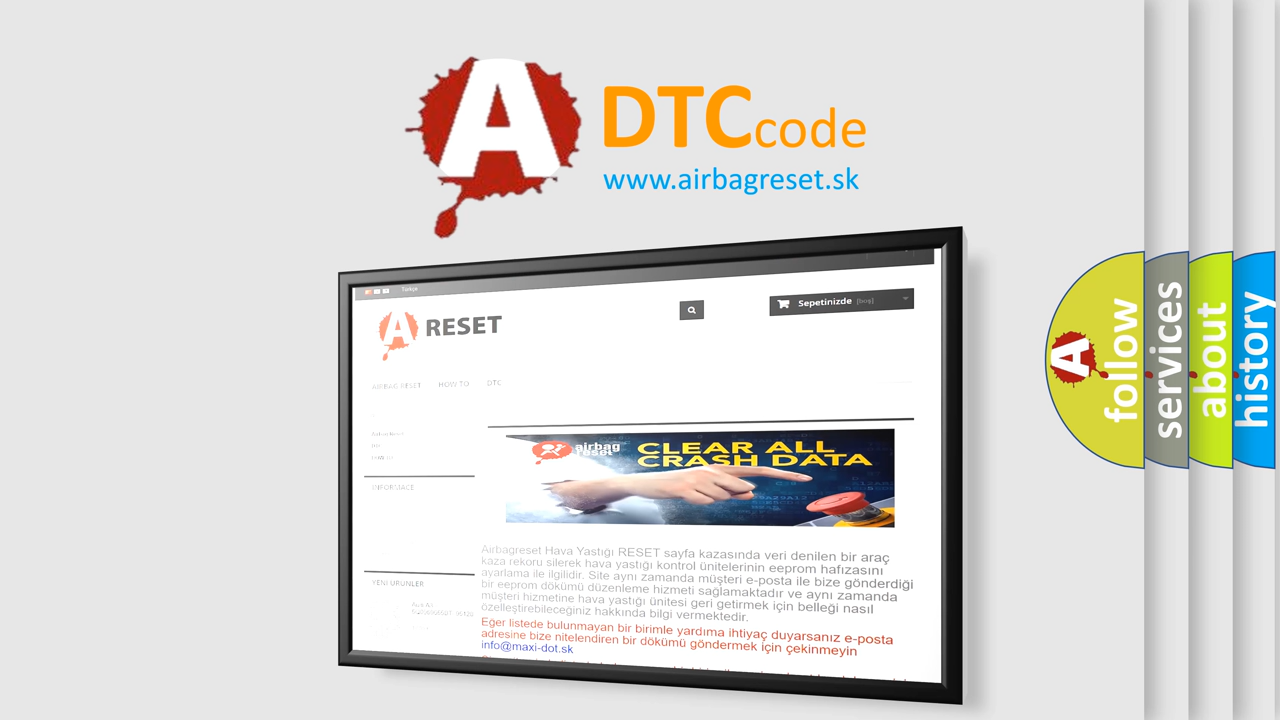 A
DTCcode
www.airbagreset.sk
Türkçe
A RESET
Sepetinizde [boş]
AIRBAG RESET HOW TO DTC
INFORMACE
airbag
reset
CLEAR ALL
CRASH DATA
Airbagreset Hava Yastığı RESET sayfa kazasında veri denilen bir araç
kaza rekoru silerek hava yastığı kontrol ünitelerinin eeprom hafızasını
ayarlama ile ilgilidir. Site aynı zamanda müşteri e-posta ile bize gönderdiği
bir eeprom dökümü düzenleme hizmeti sağlamaktadır ve aynı zamanda
müşteri hizmetine hava yastığı ünitesi geri getirmek için belleği nasıl
özelleştirebileceğiniz hakkında bilgi vermektedir.
Eğer listede bulunmayan bir birimle yardıma ihtiyaç duyarsanız e-posta
adresine bize nitelendiren bir dökümü göndermek için çekinmeyin
info@maxi-dot.sk
YENI ÜRÜNLER
A
follow
services
about
history